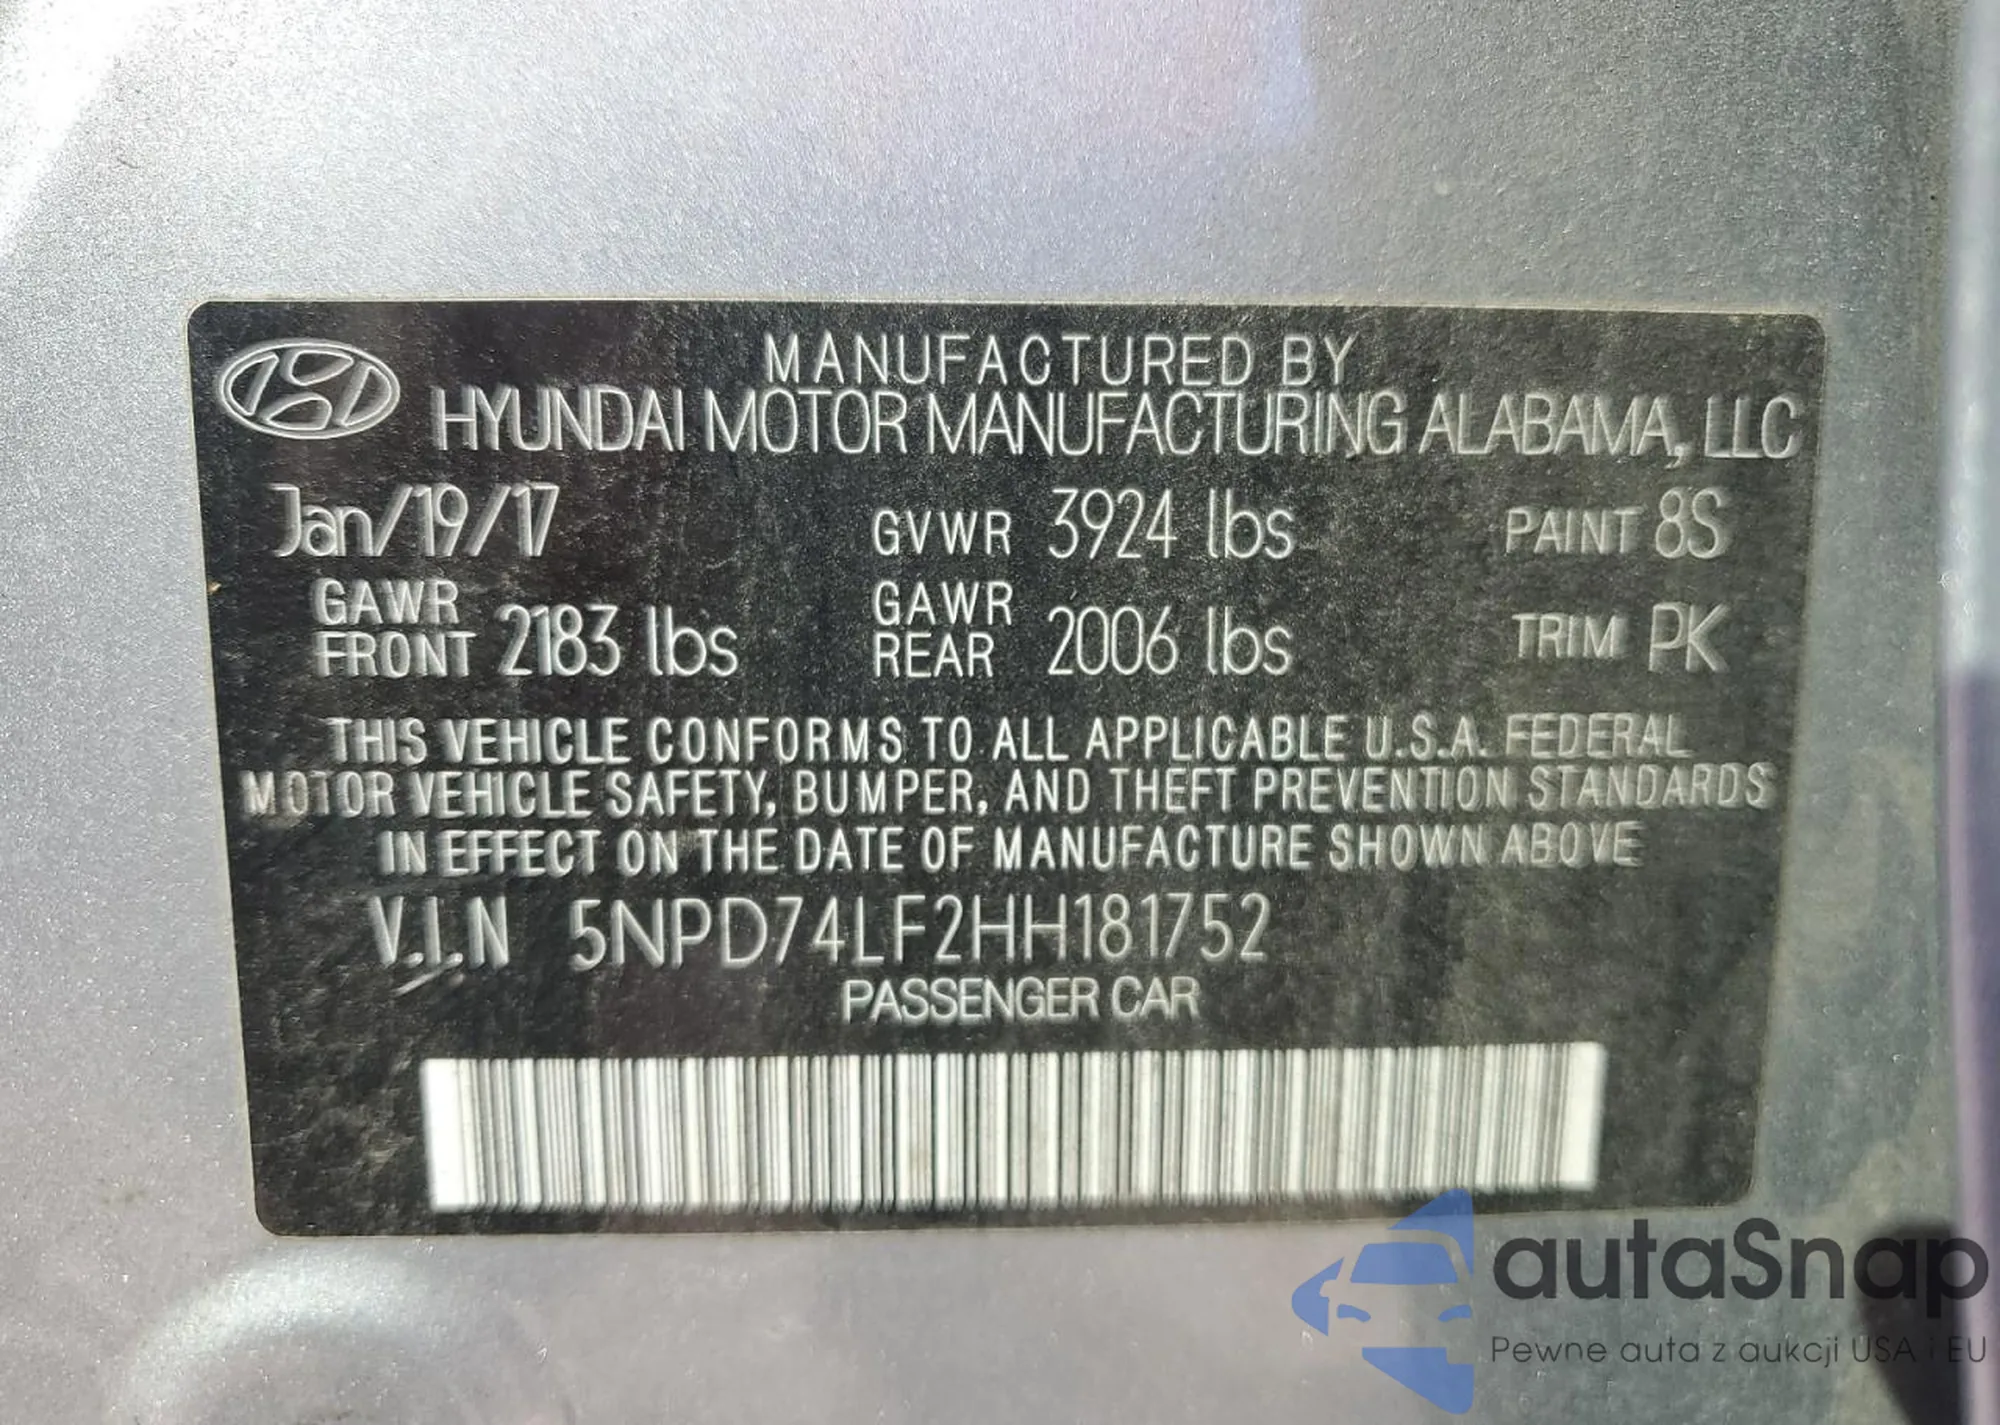 MANUFACTURED BY
HYUNDAI MOTOR MANUFACTURING ALABAMA, LLC
Jan/19/17 GVWR 3924 lbs PAINT 8S
GAWR FRONT 2183 lbs GAWR REAR 2006 lbs TRIM PK
THIS VEHICLE CONFORMS TO ALL APPLICABLE U.S.A. FEDERAL
MOTOR VEHICLE SAFETY, BUMPER, AND THEFT PREVENTION STANDARDS
IN EFFECT ON THE DATE OF MANUFACTURE SHOWN ABOVE
V.I.N 5NPD74LF2HH181752
PASSENGER CAR
autaSnap
Pewne auta z aukcji USA i EU